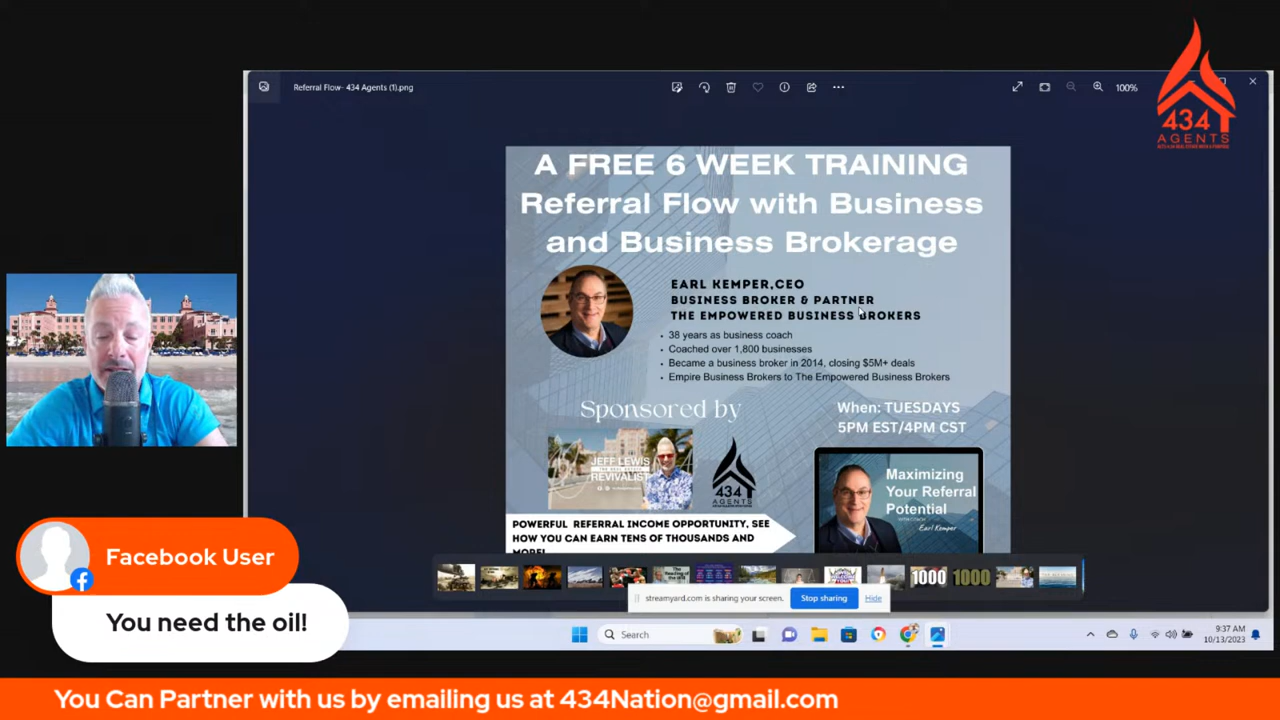 434
AGENTS
Referral Flow- 434 Agents (1).png
100%
A FREE 6 WEEK TRAINING
Referral Flow with Business
and Business Brokerage
EARL KEMPER,CEO
BUSINESS BROKER & PARTNER
THE EMPOWERED BUSINESS BROKERS
• 38 years as business coach
• Coached over 1,800 businesses
• Became a business broker in 2014, closing $5M+ deals
• Empire Business Brokers to The Empowered Business Brokers
Sponsored by
When: TUESDAYS
5PM EST/4PM CST
JEFF LEWIS
REVIVALIST
434
AGENTS
Maximizing
Your Referral
Potential
Earl Kemper
POWERFUL REFERRAL INCOME OPPORTUNITY, SEE
HOW YOU CAN EARN TENS OF THOUSANDS AND
MORE!
1000
1000
streamyard.com is sharing your screen.
Stop sharing
Hide
Search
9:37 AM
10/13/2023
Facebook User
You need the oil!
You Can Partner with us by emailing us at 434Nation@gmail.com